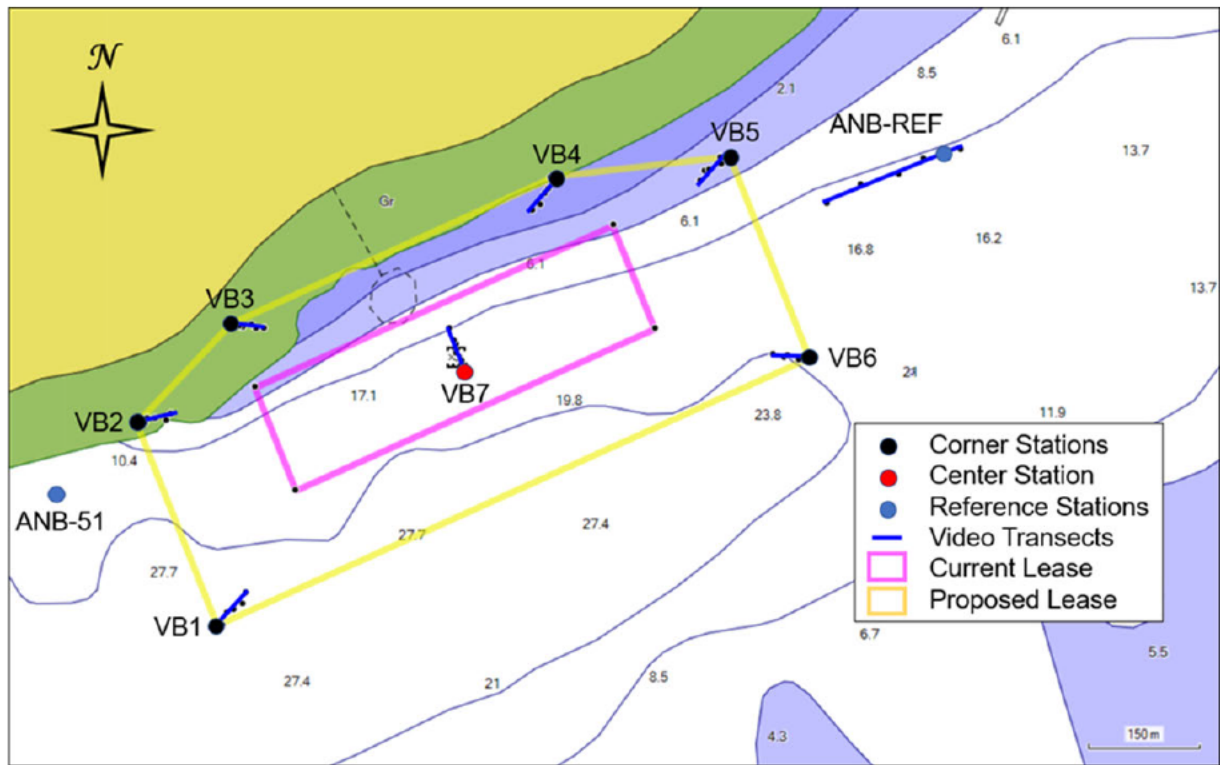 N
6.1
2.1
8.5
ANB-REF
VB5
VB4
13.7
Gr
6.1
16.8
16.2
6.1
13.7
VB3
VB6
VB7
17.1
19.8
23.8
11.9
VB2
10.4
ANB-51
27.4
27.7
27.7
VB1
Corner Stations
Center Station
Reference Stations
Video Transects
Current Lease
Proposed Lease
6.7
5.5
27.4
21
8.5
4.3
150 m